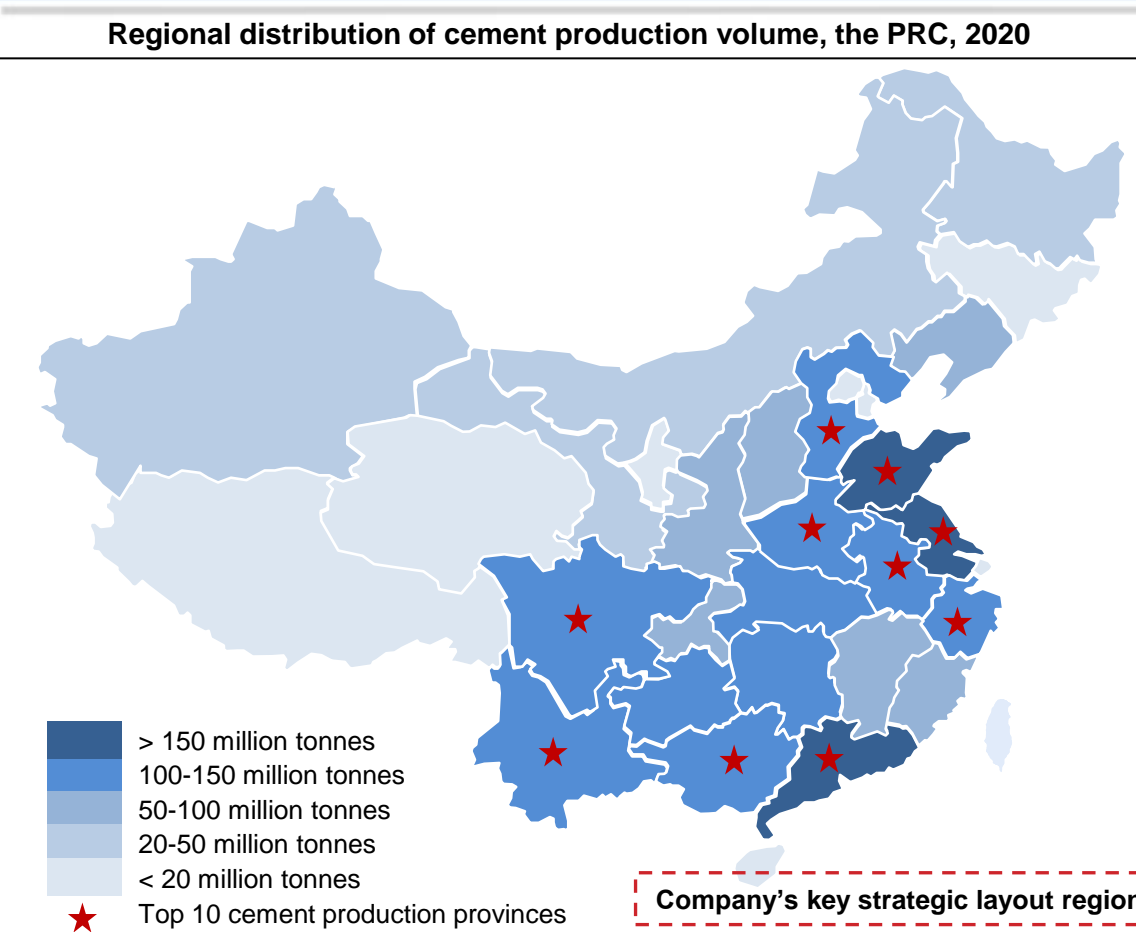 Regional distribution of cement production volume, the PRC, 2020
> 150 million tonnes
100-150 million tonnes
50-100 million tonnes
20-50 million tonnes
< 20 million tonnes
Top 10 cement production provinces
Company’s key strategic layout region